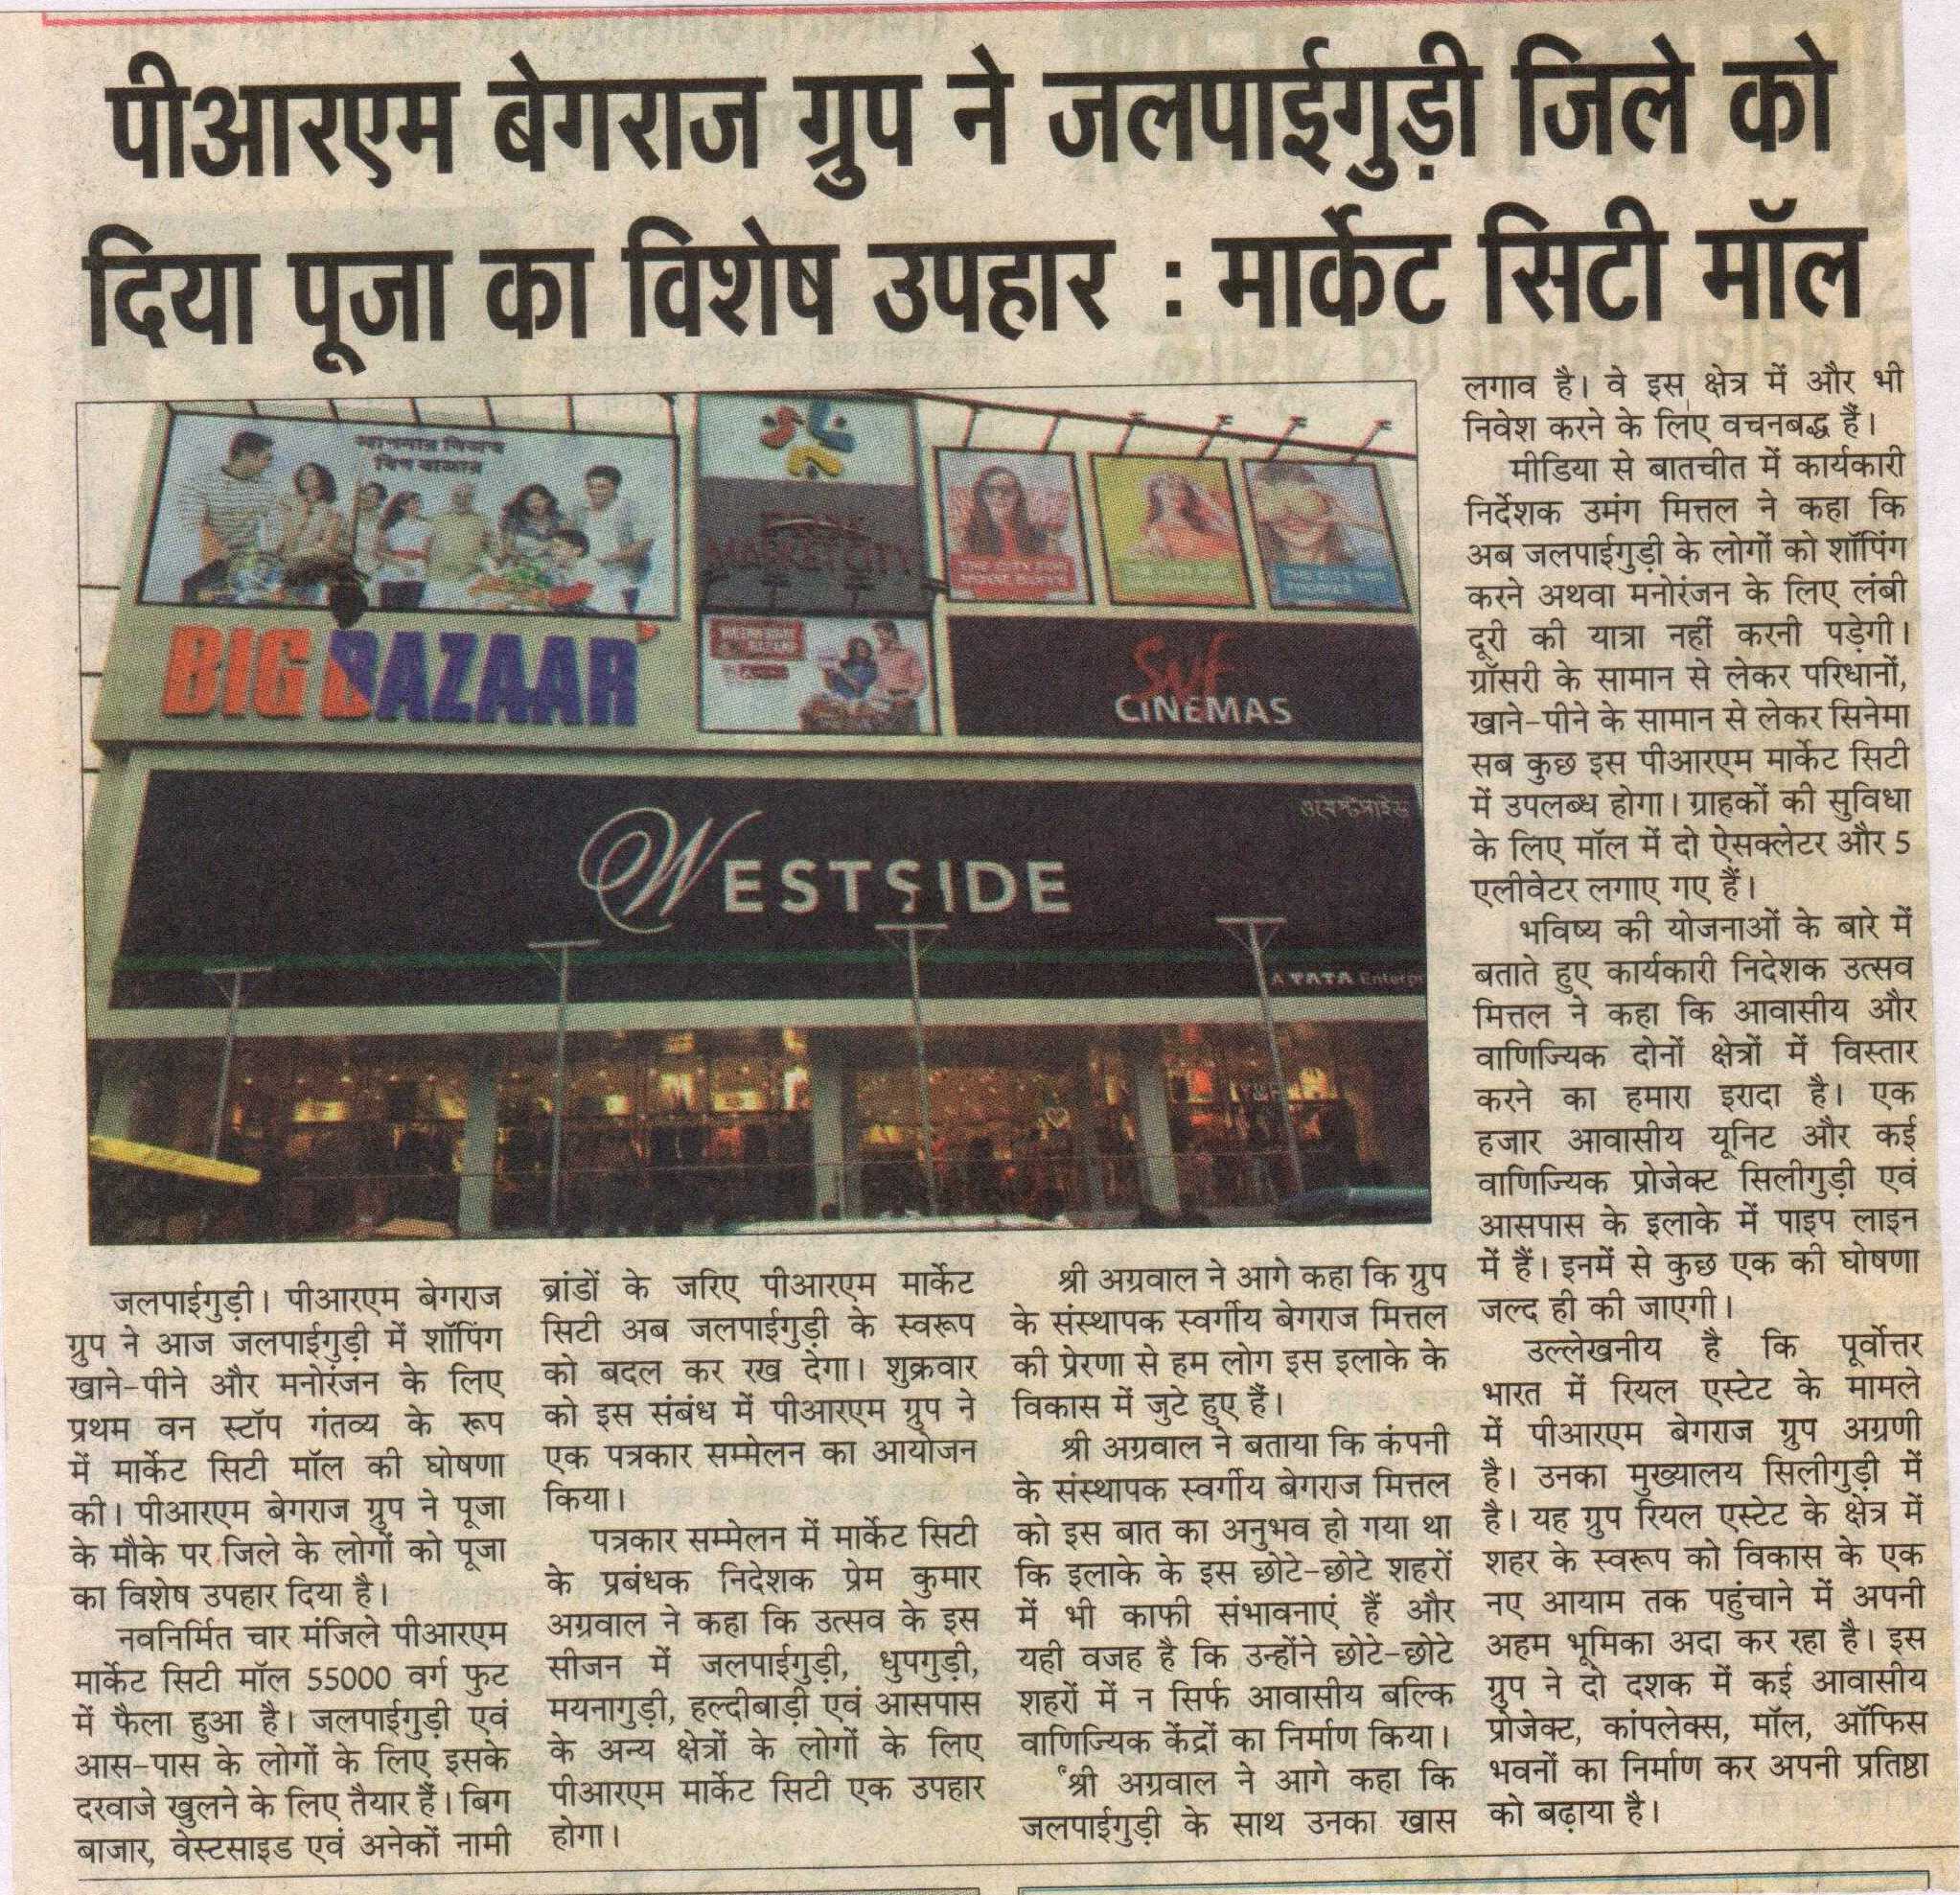 पीआरएम बेगराज ग्रुप ने जलपाईगुड़ी जिले को
दिया पूजा का विशेष उपहार : मार्केट सिटी मॉल
MARKET CITY
BIG BAZAAR
SVF
CINEMAS
WESTSIDE
A TATA
जलपाईगुड़ी। पीआरएम बेगराज
ग्रुप ने आज जलपाईगुड़ी में शॉपिंग
खाने-पीने और मनोरंजन के लिए
प्रथम वन स्टॉप गंतव्य के रूप
में मार्केट सिटी मॉल की घोषणा
की। पीआरएम बेगराज ग्रुप ने पूजा
के मौके पर जिले के लोगों को पूजा
का विशेष उपहार दिया है।
नवनिर्मित चार मंजिले पीआरएम
मार्केट सिटी मॉल 55000 वर्ग फुट
में फैला हुआ है। जलपाईगुड़ी एवं
आस-पास के लोगों के लिए इसके
दरवाजे खुलने के लिए तैयार हैं। बिग
बाजार, वेस्टसाइड एवं अनेकों नामी
ब्रांडों के जरिए पीआरएम मार्केट
सिटी अब जलपाईगुड़ी के स्वरूप
को बदल कर रख देगा। शुक्रवार
को इस संबंध में पीआरएम ग्रुप ने
एक पत्रकार सम्मेलन का आयोजन
किया।
पत्रकार सम्मेलन में मार्केट सिटी
के प्रबंधक निदेशक प्रेम कुमार
अग्रवाल ने कहा कि उत्सव के इस
सीजन में जलपाईगुड़ी, धुपगुड़ी,
मयनागुड़ी, हल्दीबाड़ी एवं आसपास
के अन्य क्षेत्रों के लोगों के लिए
पीआरएम मार्केट सिटी एक उपहार
होगा।
श्री अग्रवाल ने आगे कहा कि ग्रुप
के संस्थापक स्वर्गीय बेगराज मित्तल
की प्रेरणा से हम लोग इस इलाके के
विकास में जुटे हुए हैं।
श्री अग्रवाल ने बताया कि कंपनी
के संस्थापक स्वर्गीय बेगराज मित्तल
को इस बात का अनुभव हो गया था
कि इलाके के इस छोटे-छोटे शहरों
में भी काफी संभावनाएं हैं और
यही वजह है कि उन्होंने छोटे-छोटे
शहरों में न सिर्फ आवासीय बल्कि
वाणिज्यिक केंद्रों का निर्माण किया।
श्री अग्रवाल ने आगे कहा कि
जलपाईगुड़ी के साथ उनका खास
लगाव है। वे इस क्षेत्र में और भी
निवेश करने के लिए वचनबद्ध हैं।
मीडिया से बातचीत में कार्यकारी
निर्देशक उमंग मित्तल ने कहा कि
अब जलपाईगुड़ी के लोगों को शॉपिंग
करने अथवा मनोरंजन के लिए लंबी
दूरी की यात्रा नहीं करनी पड़ेगी।
ग्रॉसरी के सामान से लेकर परिधानों,
खाने-पीने के सामान से लेकर सिनेमा
सब कुछ इस पीआरएम मार्केट सिटी
में उपलब्ध होगा। ग्राहकों की सुविधा
के लिए मॉल में दो ऐसक्लेटर और 5
एलीवेटर लगाए गए हैं।
भविष्य की योजनाओं के बारे में
बताते हुए कार्यकारी निदेशक उत्सव
मित्तल ने कहा कि आवासीय और
वाणिज्यिक दोनों क्षेत्रों में विस्तार
करने का हमारा इरादा है। एक
हजार आवासीय यूनिट और कई
वाणिज्यिक प्रोजेक्ट सिलीगुड़ी एवं
आसपास के इलाके में पाइप लाइन
में हैं। इनमें से कुछ एक की घोषणा
जल्द ही की जाएगी।
उल्लेखनीय है कि पूर्वोत्तर
भारत में रियल एस्टेट के मामले
में पीआरएम बेगराज ग्रुप अग्रणी
है। उनका मुख्यालय सिलीगुड़ी में
है। यह ग्रुप रियल एस्टेट के क्षेत्र में
शहर के स्वरूप को विकास के एक
नए आयाम तक पहुंचाने में अपनी
अहम भूमिका अदा कर रहा है। इस
ग्रुप ने दो दशक में कई आवासीय
प्रोजेक्ट, कांपलेक्स, मॉल, ऑफिस
भवनों का निर्माण कर अपनी प्रतिष्ठा
को बढ़ाया है।